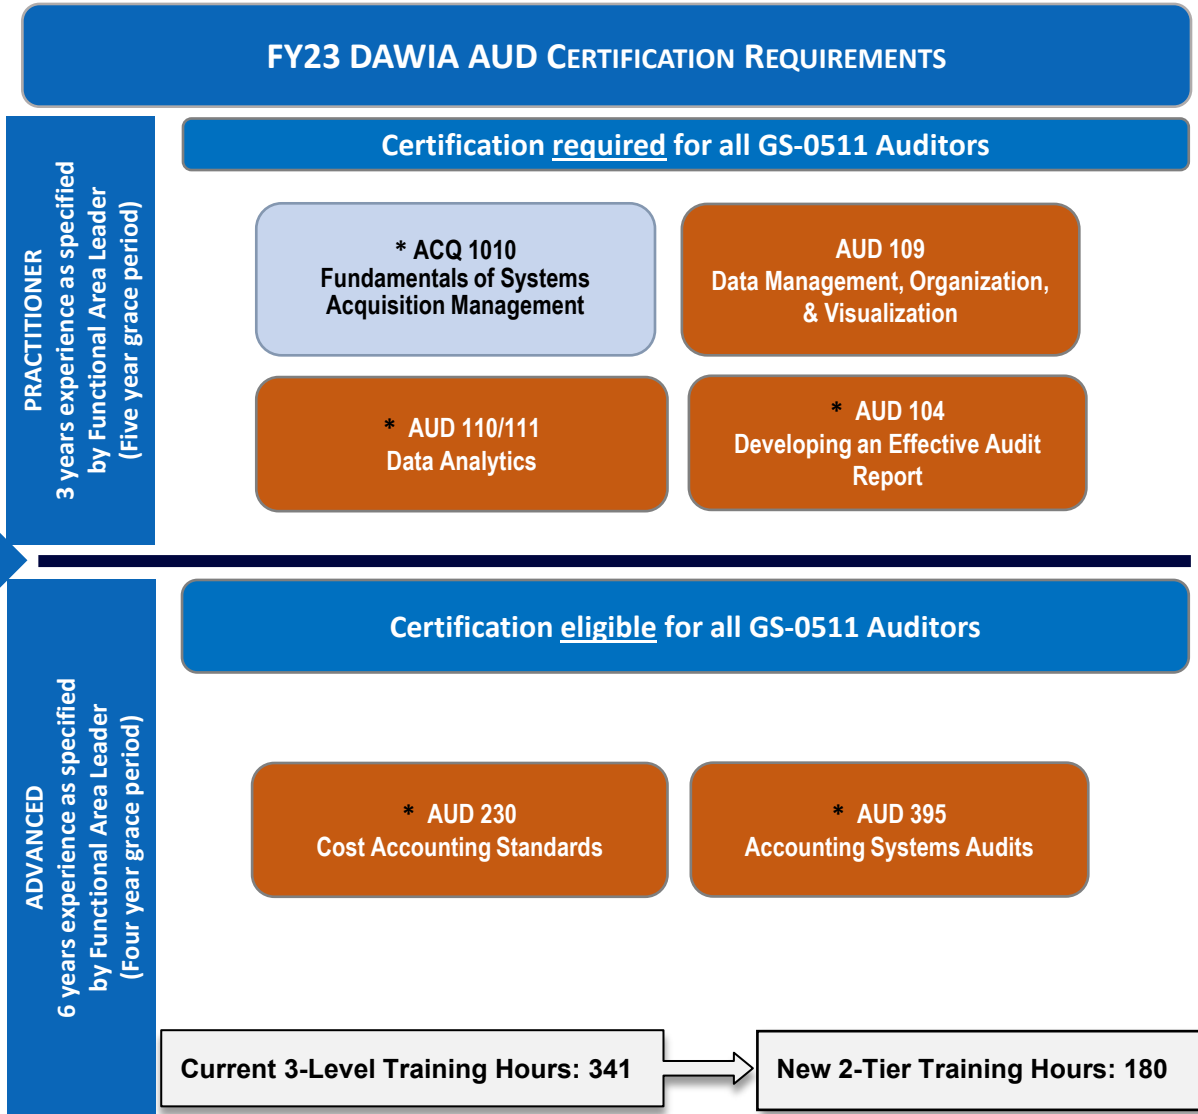 FY23 DAWIA AUD CERTIFICATION REQUIREMENTS
PRACTITIONER
3 years experience as specified
by Functional Area Leader
(Five year grace period)
Certification required for all GS-0511 Auditors
* ACQ 1010
Fundamentals of Systems
Acquisition Management
AUD 109
Data Management, Organization,
& Visualization
* AUD 110/111
Data Analytics
* AUD 104
Developing an Effective Audit
Report
ADVANCED
6 years experience as specified
by Functional Area Leader
(Four year grace period)
Certification eligible for all GS-0511 Auditors
* AUD 230
Cost Accounting Standards
* AUD 395
Accounting Systems Audits
Current 3-Level Training Hours: 341
New 2-Tier Training Hours: 180